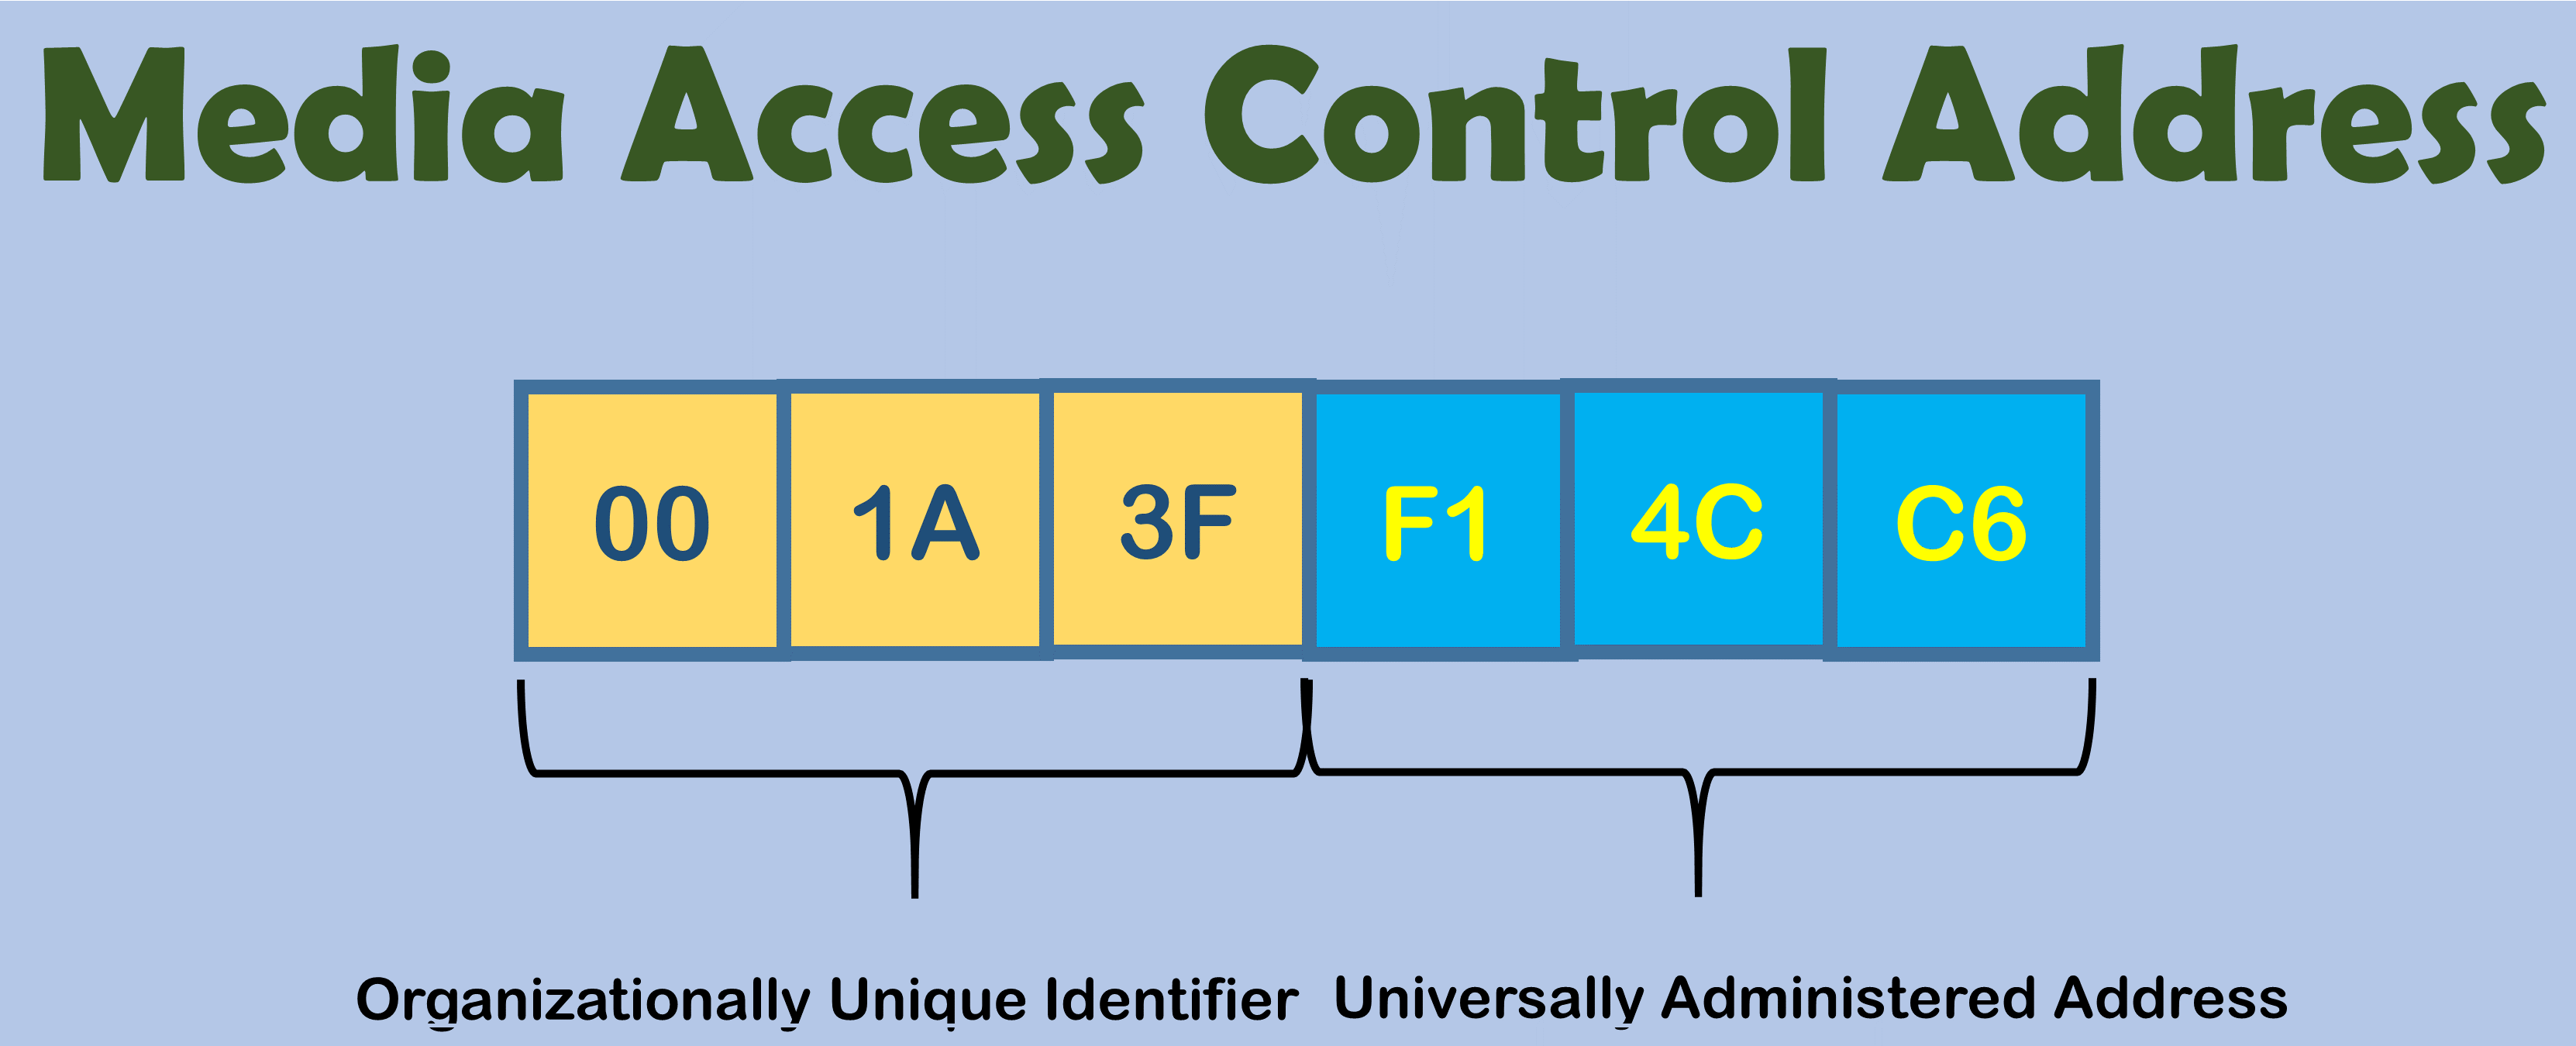 Media Access Control Address
00 1A 3F F1 4C C6
Organizationally Unique Identifier Universally Administered Address